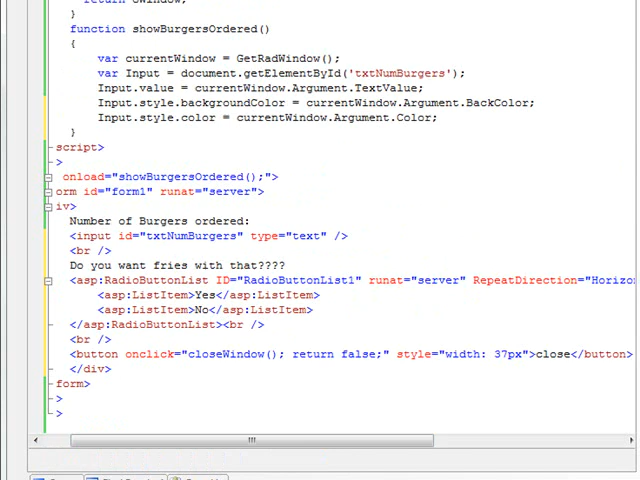 }
function showBurgersOrdered()
{
var currentWindow = GetRadWindow();
var Input = document.getElementById('txtNumBurgers');
Input.value = currentWindow.Argument.TextValue;
Input.style.backgroundColor = currentWindow.Argument.BackColor;
Input.style.color = currentWindow.Argument.Color;
}
script>
>
onload="showBurgersOrdered();">
orm id="form1" runat="server">
iv>
Number of Burgers ordered:
<input id="txtNumBurgers" type="text" />
<br />
Do you want fries with that????
<asp:RadioButtonList ID="RadioButtonList1" runat="server" RepeatDirection="Horizo
<asp:ListItem>Yes</asp:ListItem>
<asp:ListItem>No</asp:ListItem>
</asp:RadioButtonList><br />
<br />
<button onclick="closeWindow(); return false;" style="width: 37px">close</button>
</div>
form>
>
>